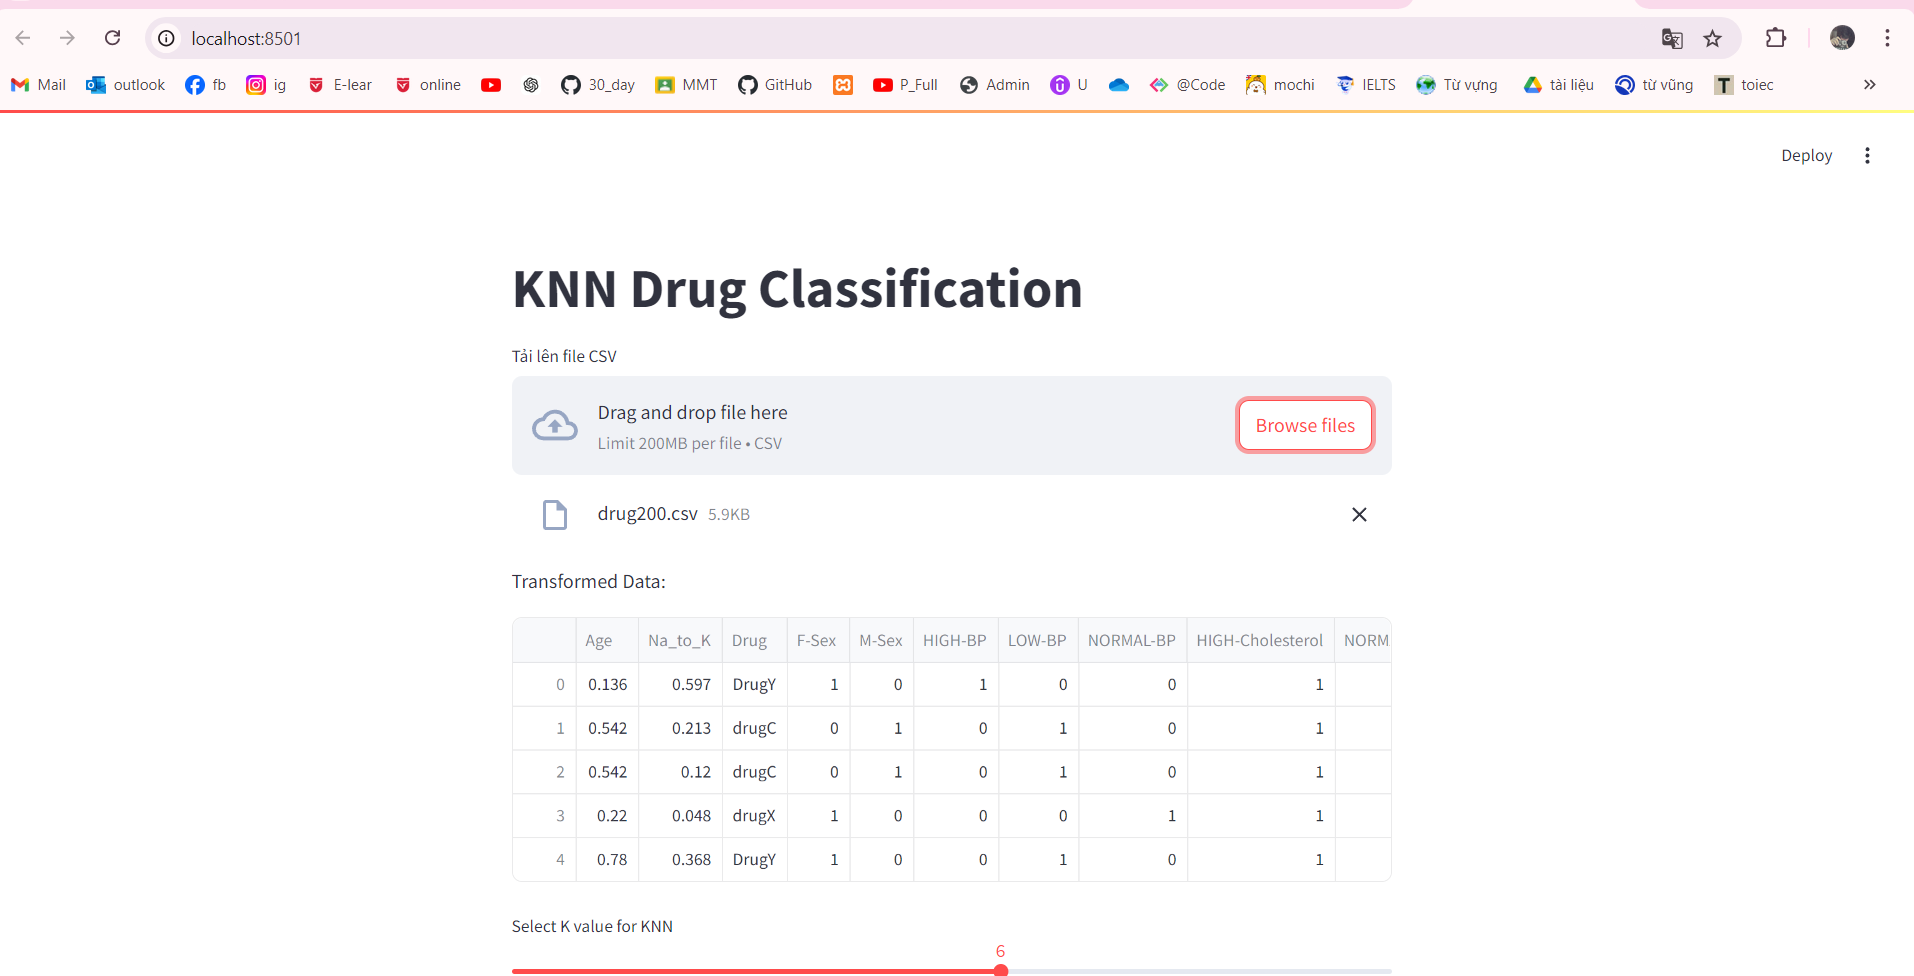 localhost:8501
Mail outlook fb ig E-lear online 30_day MMT GitHub P_Full Admin U @Code mochi IELTS Từ vựng tài liệu từ vũng toiec
Deploy
KNN Drug Classification
Tải lên file CSV
Drag and drop file here
Limit 200MB per file • CSV
Browse files
drug200.csv 5.9KB
Transformed Data:
Age Na_to_K Drug F-Sex M-Sex HIGH-BP LOW-BP NORMAL-BP HIGH-Cholesterol NORM
0 0.136 0.597 DrugY 1 0 1 0 0 1
1 0.542 0.213 drugC 0 1 0 1 0 1
2 0.542 0.12 drugC 0 1 0 1 0 1
3 0.22 0.048 drugX 1 0 0 0 1 1
4 0.78 0.368 DrugY 1 0 0 1 0 1
Select K value for KNN
6